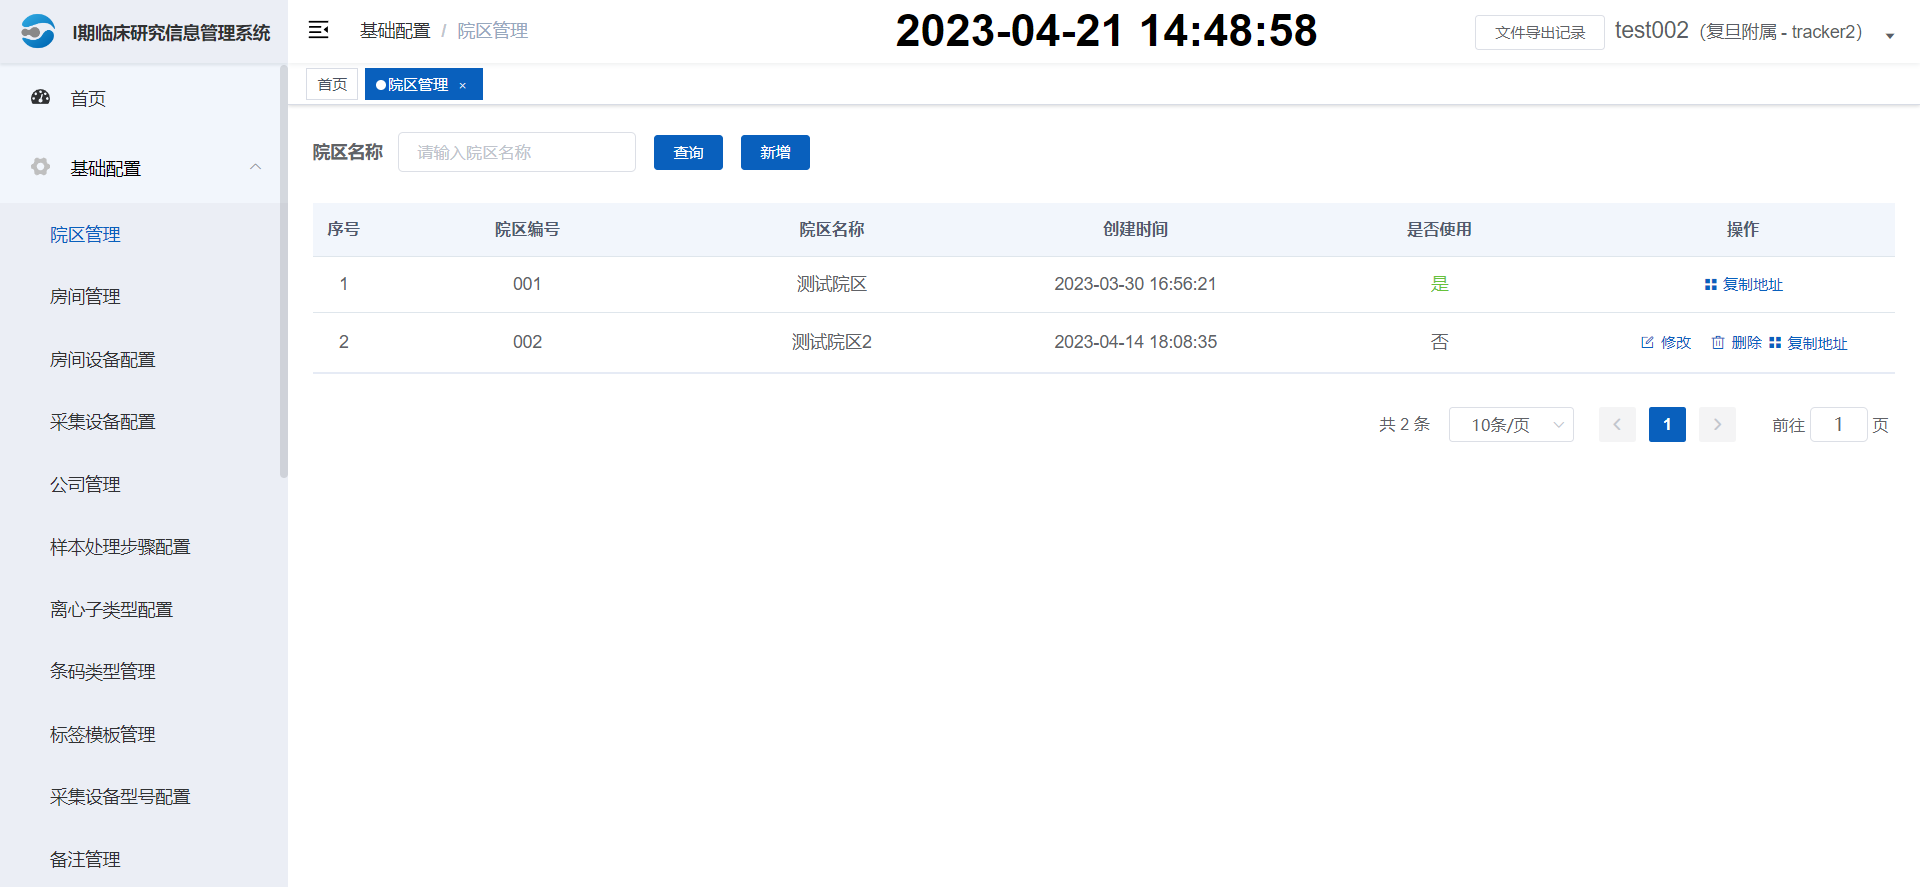 I期临床研究信息管理系统
基础配置 / 院区管理
2023-04-21 14:48:58
文件导出记录
test002（复旦附属 - tracker2）
首页
院区管理 ×
首页
基础配置
院区管理
房间管理
房间设备配置
采集设备配置
公司管理
样本处理步骤配置
离心子类型配置
条码类型管理
标签模板管理
采集设备型号配置
备注管理
院区名称 请输入院区名称 查询 新增
序号 院区编号 院区名称 创建时间 是否使用 操作
1 001 测试院区 2023-03-30 16:56:21 是 复制地址
2 002 测试院区2 2023-04-14 18:08:35 否 修改 删除 复制地址
共 2 条 10条/页 1 前往 1 页